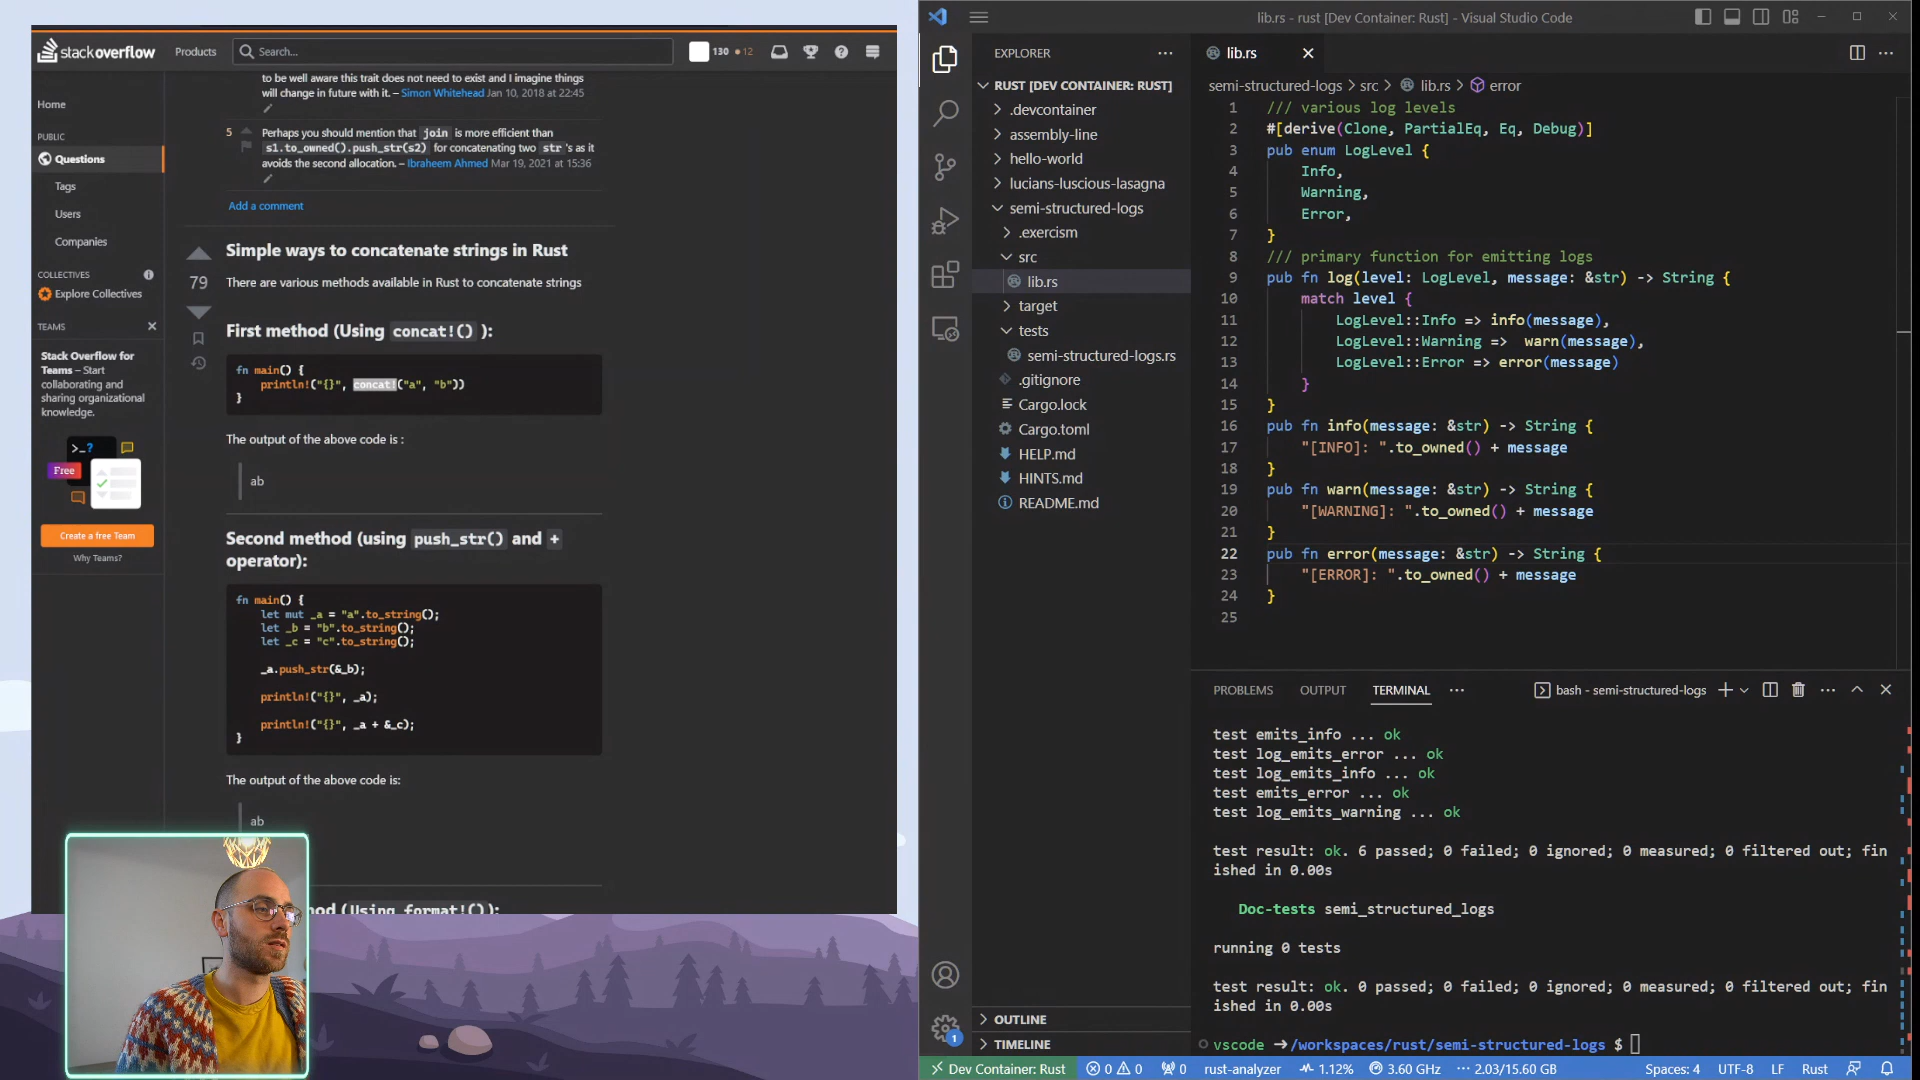 stackoverflow
Products
Search...
130 12
to be well aware this trait does not need to exist and I imagine things
will change in future with it. – Simon Whitehead Jan 10, 2018 at 22:45
5
Perhaps you should mention that join is more efficient than
s1.to_owned().push_str(s2) for concatenating two str 's as it
avoids the second allocation. – Ibraheem Ahmed Mar 19, 2021 at 15:36
Add a comment
Home
PUBLIC
Questions
Tags
Users
Companies
COLLECTIVES
Explore Collectives
TEAMS
Stack Overflow for
Teams – Start
collaborating and
sharing organizational
knowledge.
>_?
Free
Create a free Team
Why Teams?
Simple ways to concatenate strings in Rust
79
There are various methods available in Rust to concatenate strings
First method (Using concat!() ):
fn main() {
println!("{}", concat!("a", "b"))
}
The output of the above code is :
ab
Second method (using push_str() and +
operator):
fn main() {
let mut _a = "a".to_string();
let _b = "b".to_string();
let _c = "c".to_string();
_a.push_str(&_b);
println!("{}", _a);
println!("{}", _a + &_c);
}
The output of the above code is:
ab
od (Using format!()):
lib.rs - rust [Dev Container: Rust] - Visual Studio Code
EXPLORER
RUST [DEV CONTAINER: RUST]
.devcontainer
assembly-line
hello-world
lucians-luscious-lasagna
semi-structured-logs
.exercism
src
lib.rs
target
tests
semi-structured-logs.rs
.gitignore
Cargo.lock
Cargo.toml
HELP.md
HINTS.md
README.md
OUTLINE
TIMELINE
1
lib.rs
semi-structured-logs > src > lib.rs > error
1 /// various log levels
2 #[derive(Clone, PartialEq, Eq, Debug)]
3 pub enum LogLevel {
4 Info,
5 Warning,
6 Error,
7 }
8 /// primary function for emitting logs
9 pub fn log(level: LogLevel, message: &str) -> String {
10 match level {
11 LogLevel::Info => info(message),
12 LogLevel::Warning =>  warn(message),
13 LogLevel::Error => error(message)
14 }
15 }
16 pub fn info(message: &str) -> String {
17 "[INFO]: ".to_owned() + message
18 }
19 pub fn warn(message: &str) -> String {
20 "[WARNING]: ".to_owned() + message
21 }
22 pub fn error(message: &str) -> String {
23 "[ERROR]: ".to_owned() + message
24 }
25
PROBLEMS OUTPUT TERMINAL
bash - semi-structured-logs
test emits_info ... ok
test log_emits_error ... ok
test log_emits_info ... ok
test emits_error ... ok
test log_emits_warning ... ok
test result: ok. 6 passed; 0 failed; 0 ignored; 0 measured; 0 filtered out; fin
ished in 0.00s
Doc-tests semi_structured_logs
running 0 tests
test result: ok. 0 passed; 0 failed; 0 ignored; 0 measured; 0 filtered out; fin
ished in 0.00s
vscode →/workspaces/rust/semi-structured-logs $
Dev Container: Rust 0 0 0 rust-analyzer 1.12% 3.60 GHz 2.03/15.60 GB Spaces: 4 UTF-8 LF Rust